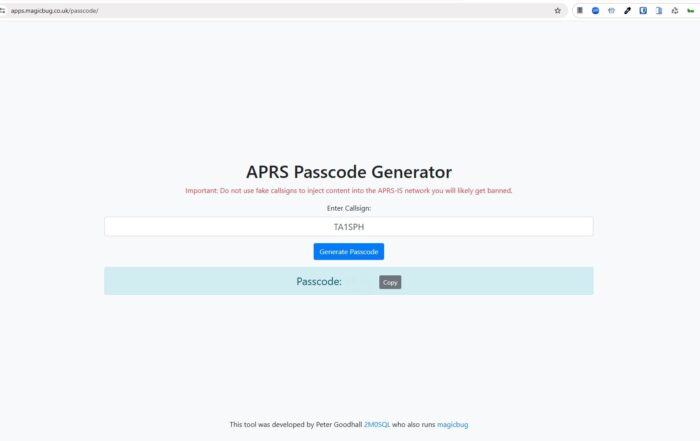 apps.magicbug.co.uk/passcode/
APRS Passcode Generator
Important: Do not use fake callsigns to inject content into the APRS-IS network you will likely get banned.
Enter Callsign:
TA1SPH
Generate Passcode
Passcode: Copy
This tool was developed by Peter Goodhall 2M0SQL who also runs magicbug